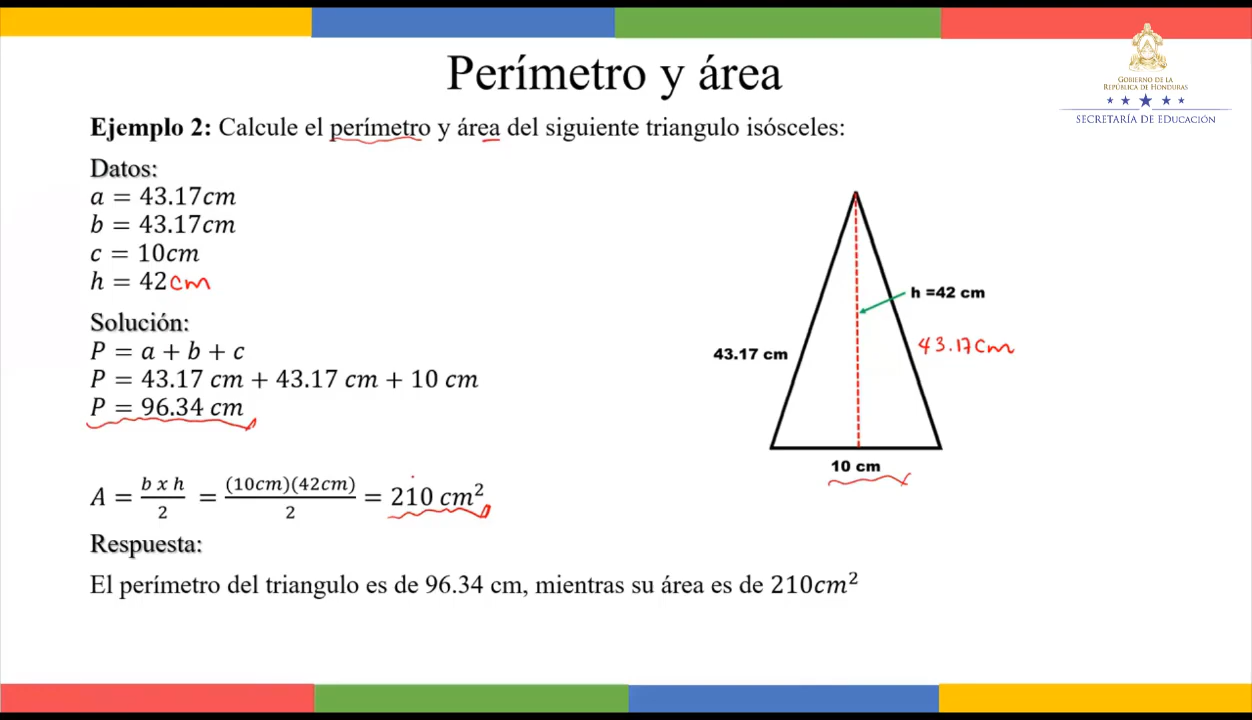 Perímetro y área
GOBIERNO DE LA
REPÚBLICA DE HONDURAS
SECRETARÍA DE EDUCACIÓN
Ejemplo 2: Calcule el perímetro y área del siguiente triangulo isósceles:
Datos:
a = 43.17cm
b = 43.17cm
c = 10cm
h = 42cm
Solución:
P = a + b + c
P = 43.17 cm + 43.17 cm + 10 cm
P = 96.34 cm
A = b x h / 2 = (10cm)(42cm) / 2 = 210 cm²
Respuesta:
El perímetro del triangulo es de 96.34 cm, mientras su área es de 210cm²
h =42 cm
43.17 cm
43.17cm
10 cm